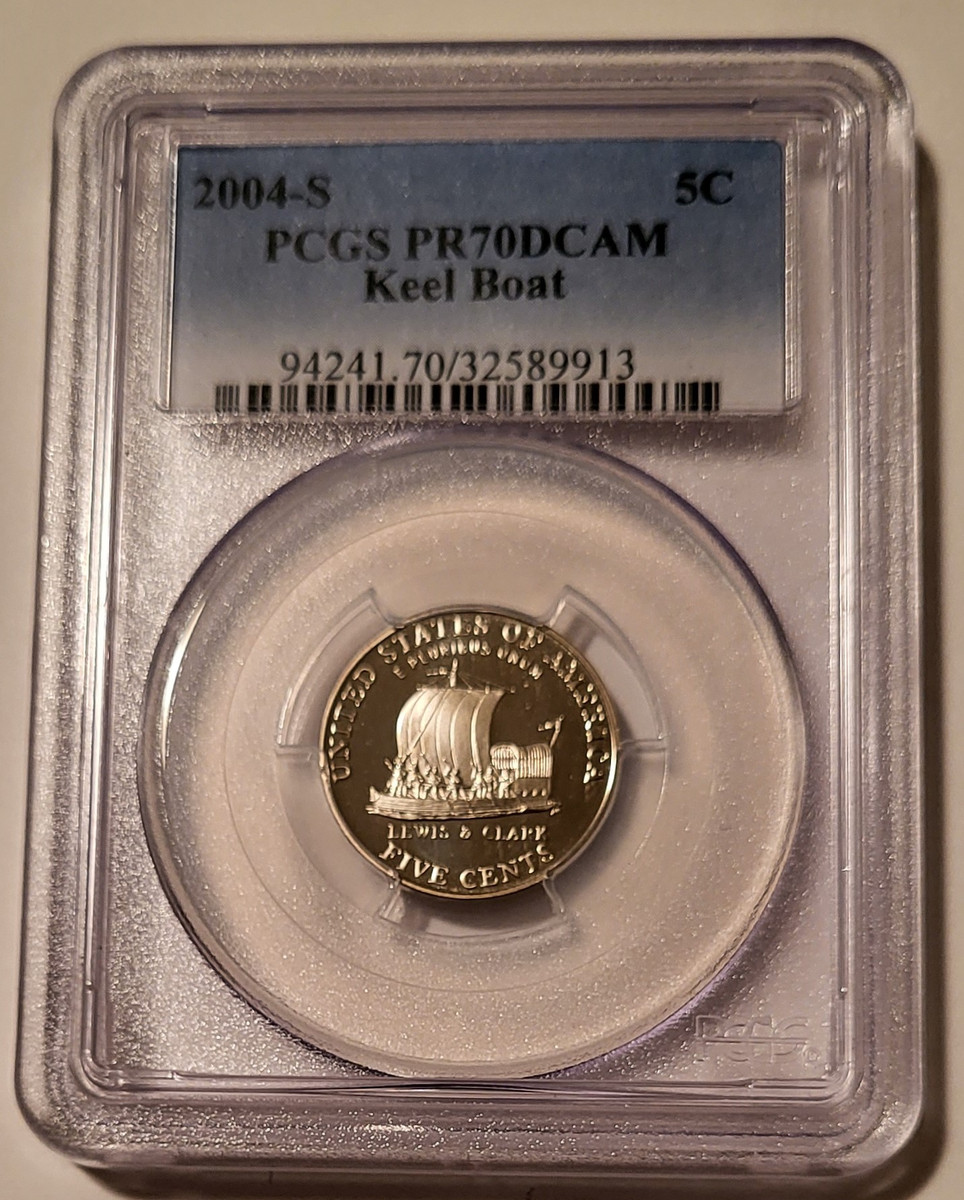 2004-S 5C
PCGS PR70DCAM
Keel Boat
94241.70/32589913
UNITED STATES OF AMERICA
E PLURIBUS UNUM
LEWIS & CLARK
FIVE CENTS
PCGS